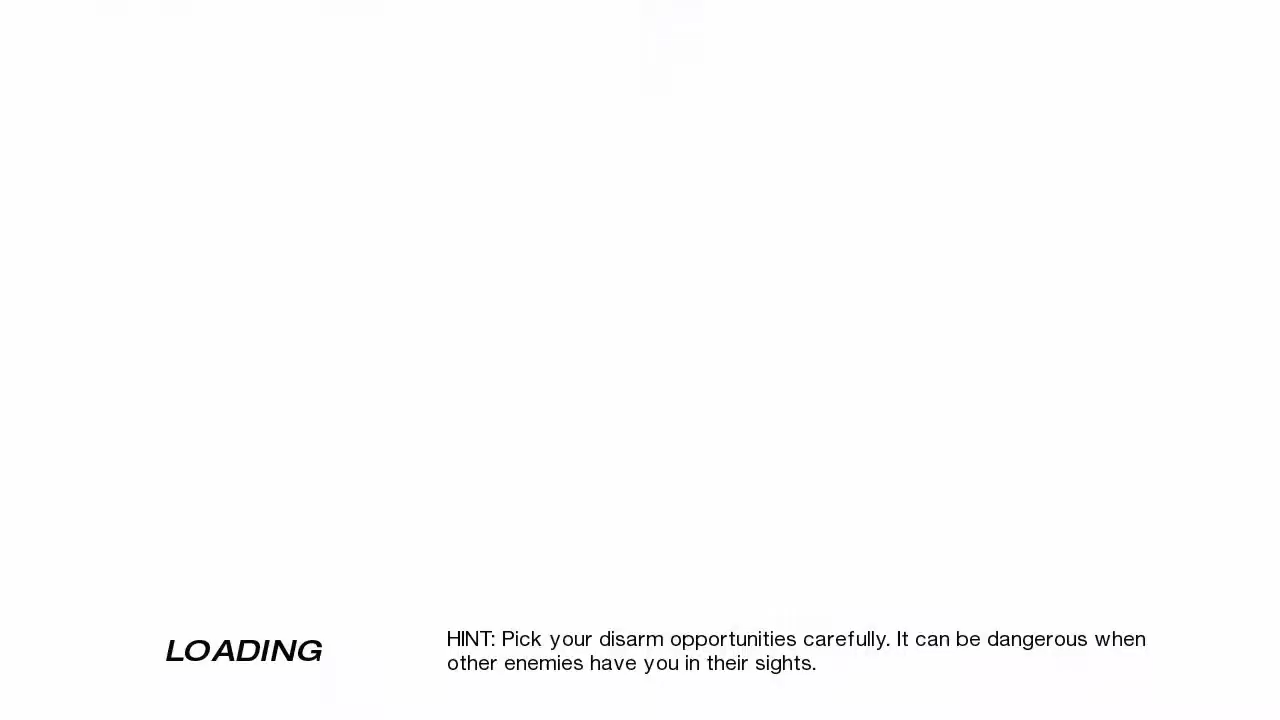 LOADING
HINT: Pick your disarm opportunities carefully. It can be dangerous when
other enemies have you in their sights.